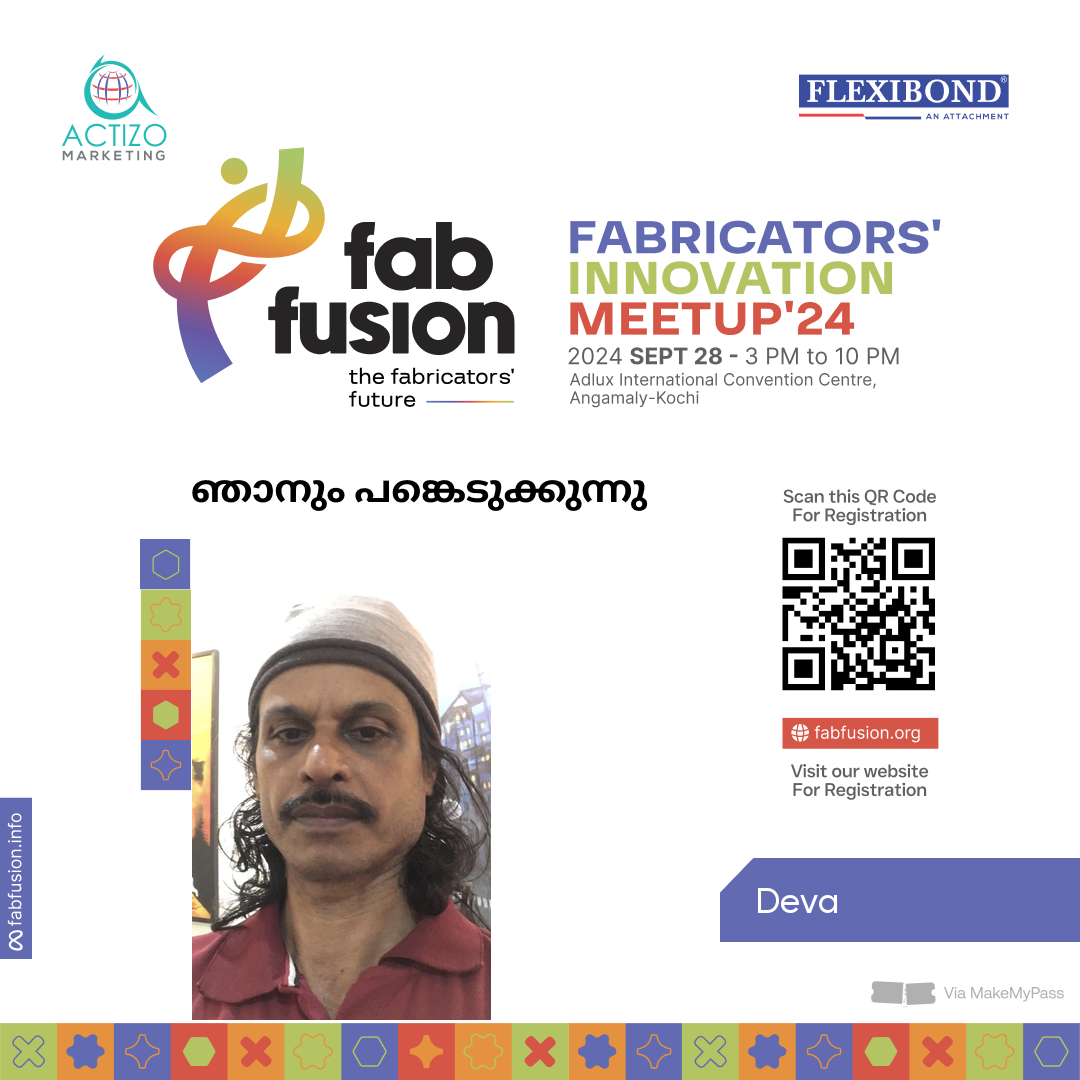 ACTIZO
MARKETING
FLEXIBOND®
AN ATTACHMENT
fab
fusion
the fabricators'
future
FABRICATORS'
INNOVATION
MEETUP'24
2024 SEPT 28 - 3 PM to 10 PM
Adlux International Convention Centre,
Angamaly-Kochi
ഞാനും പങ്കെടുക്കുന്നു
Scan this QR Code
For Registration
fabfusion.org
Visit our website
For Registration
fabfusion.info
Deva
Via MakeMyPass